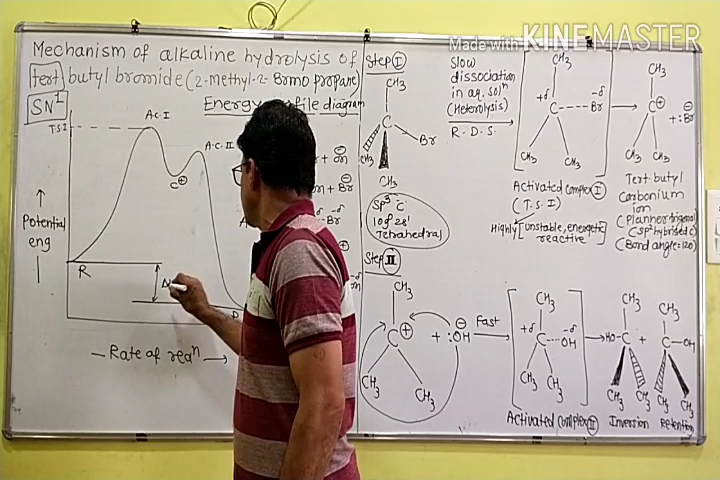 Made with KINEMASTER
Mechanism of alkaline hydrolysis of
tert butyl bromide (2-methyl-2-Bromo propane)
SN1
Energy profile diagram
A.C.I
T.S.I
A.C.II
C⊕
Potential
eng
R
Rate of reaⁿ
Step I
CH3
C
Br
CH3
CH3
Slow
dissociation
in aq. solⁿ
(Heterolysis)
R.D.S.
CH3
+δ
C----Br
-δ
CH3
CH3
CH3
C⊕
+ :Br⊖
CH3
CH3
SP³ 'C'
109°28'
Tetrahedral
Activated complex I
(T.S.I)
Highly [unstable, energetic
reactive]
Tert butyl
Carbonium
ion
(Planner trigonal)
(SP² hybridised C)
(Bond angle=120)
Step II
CH3
C⊕
+ :OH⊖
CH3
CH3
Fast
CH3
+δ
C----OH
-δ
CH3
CH3
Activated complex II
CH3
HO-C
CH3
CH3
+
CH3
C-OH
CH3
CH3
Inversion
Retention